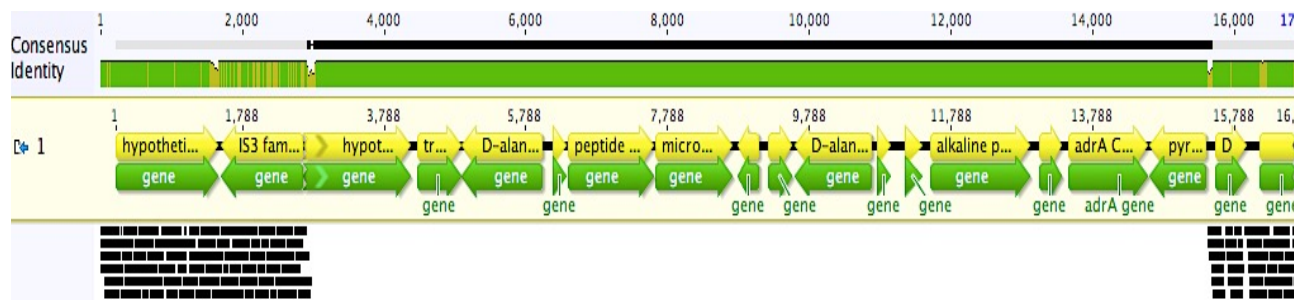 1 2,000 4,000 6,000 8,000 10,000 12,000 14,000 16,000 17
Consensus
Identity
1 1,788 3,788 5,788 7,788 9,788 11,788 13,788 15,788 16,
1 hypotheti... IS3 fam... hypot... tr... D-alan... peptide ... micro... D-alan... alkaline p... adrA C... pyr... D
gene gene gene gene gene gene gene gene gene
gene gene gene gene gene gene gene adrA gene gene gene